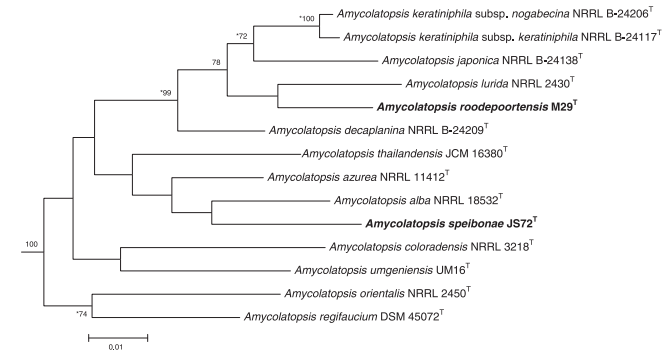 *100
Amycolatopsis keratiniphila subsp. nogabecina NRRL B-24206T
*72
Amycolatopsis keratiniphila subsp. keratiniphila NRRL B-24117T
78
Amycolatopsis japonica NRRL B-24138T
*99
Amycolatopsis lurida NRRL 2430T
Amycolatopsis roodepoortensis M29T
Amycolatopsis decaplanina NRRL B-24209T
Amycolatopsis thailandensis JCM 16380T
Amycolatopsis azurea NRRL 11412T
Amycolatopsis alba NRRL 18532T
Amycolatopsis speibonae JS72T
100
Amycolatopsis coloradensis NRRL 3218T
Amycolatopsis umgeniensis UM16T
Amycolatopsis orientalis NRRL 2450T
*74
Amycolatopsis regifaucium DSM 45072T
0.01